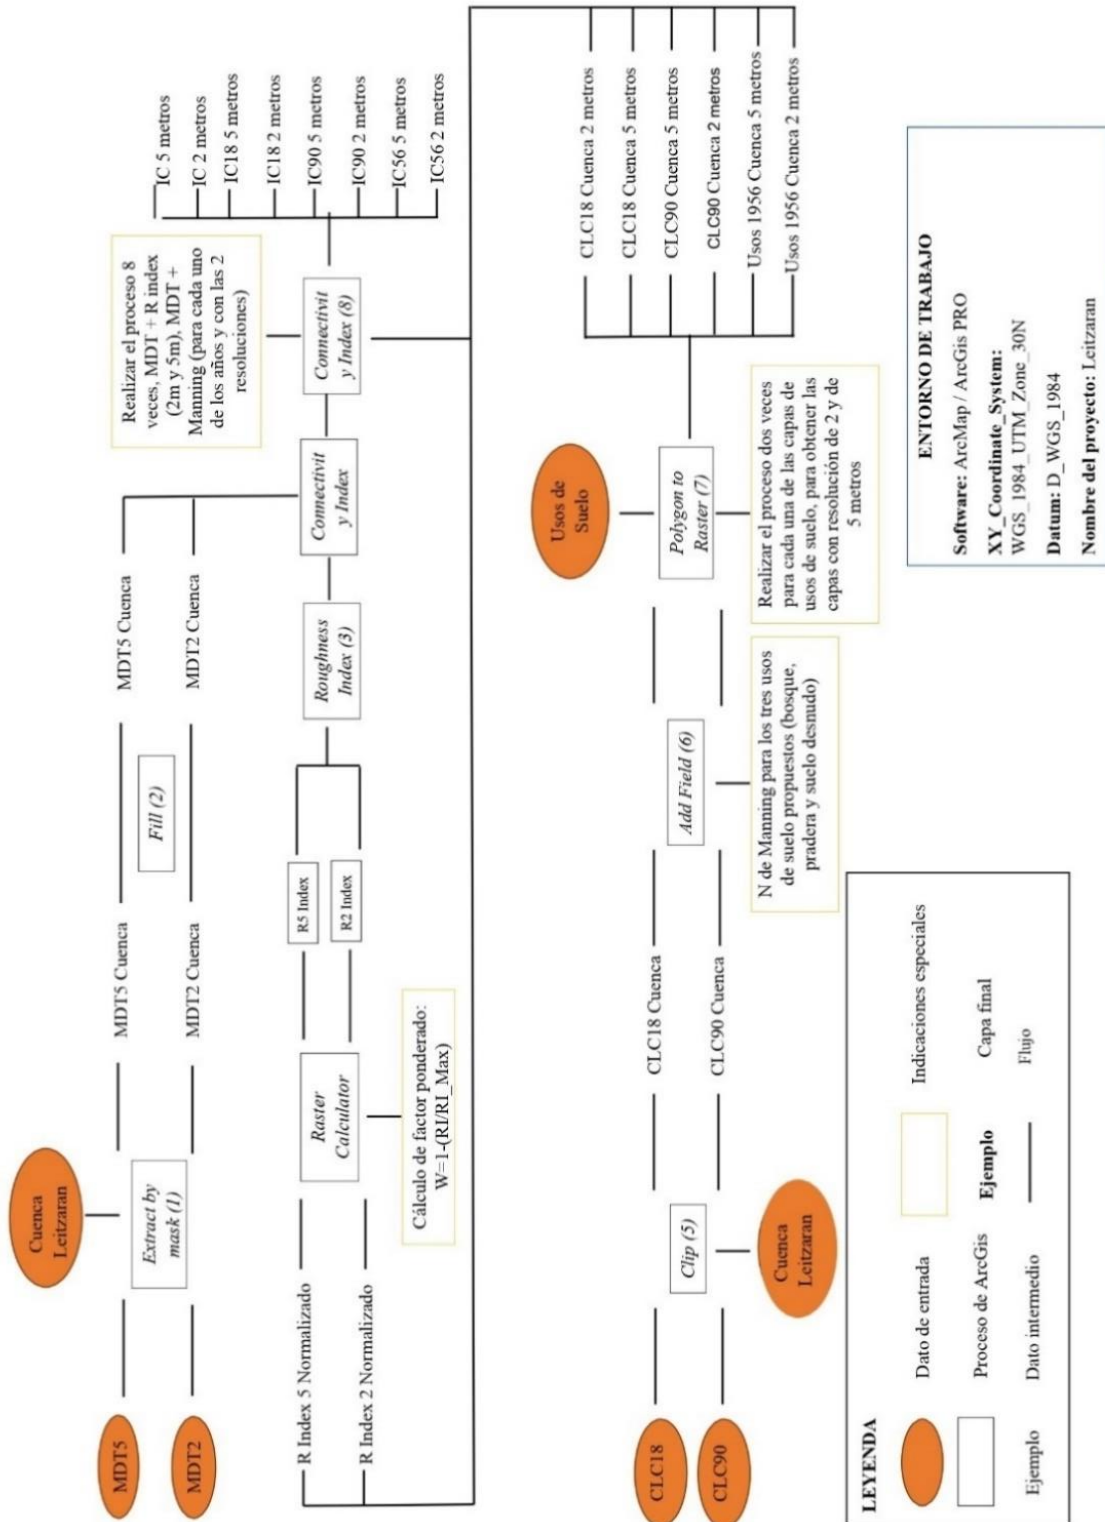 Cuenca
Leitzaran
MDT5
MDT2
Extract by
mask (1)
MDT5 Cuenca
MDT2 Cuenca
Fill (2)
MDT5 Cuenca
MDT2 Cuenca
Realizar el proceso 8
veces, MDT + R index
(2m y 5m), MDT +
Manning (para cada uno
de los años y con las 2
resoluciones)
R Index 5 Normalizado
R Index 2 Normalizado
Raster
Calculator
Cálculo de factor ponderado:
W=1-(RI/RI_Max)
R5 Index
R2 Index
Roughness
Index (3)
Connectivit
y Index
Connectivit
y Index (8)
IC 5 metros
IC 2 metros
IC18 5 metros
IC18 2 metros
IC90 5 metros
IC90 2 metros
IC56 5 metros
IC56 2 metros
CLC18
CLC90
Clip (5)
Cuenca
Leitzaran
CLC18 Cuenca
CLC90 Cuenca
Add Field (6)
N de Manning para los tres usos
de suelo propuestos (bosque,
pradera y suelo desnudo)
Usos de
Suelo
Polygon to
Raster (7)
Realizar el proceso dos veces
para cada una de las capas de
usos de suelo, para obtener las
capas con resolución de 2 y de
5 metros
CLC18 Cuenca 2 metros
CLC18 Cuenca 5 metros
CLC90 Cuenca 5 metros
CLC90 Cuenca 2 metros
Usos 1956 Cuenca 5 metros
Usos 1956 Cuenca 2 metros
LEYENDA
Dato de entrada
Indicaciones especiales
Proceso de ArcGis
Ejemplo
Capa final
Ejemplo
Dato intermedio
Flujo
ENTORNO DE TRABAJO
Software: ArcMap / ArcGis PRO
XY_Coordinate_System:
WGS_1984_UTM_Zone_30N
Datum: D_WGS_1984
Nombre del proyecto: Leitzaran